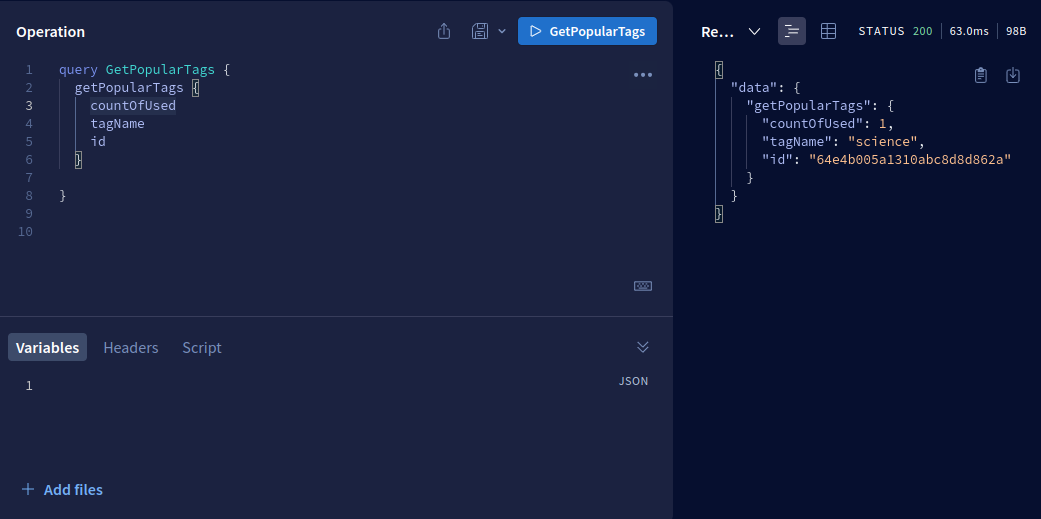 Operation
GetPopularTags
1 query GetPopularTags {
2 getPopularTags {
3 countOfUsed
4 tagName
5 id
6 }
7
8 }
9
10
Variables
Headers
Script
1
JSON
+ Add files
Re...
STATUS 200
63.0ms
98B
{
"data": {
"getPopularTags": {
"countOfUsed": 1,
"tagName": "science",
"id": "64e4b005a1310abc8d8d862a"
}
}
}